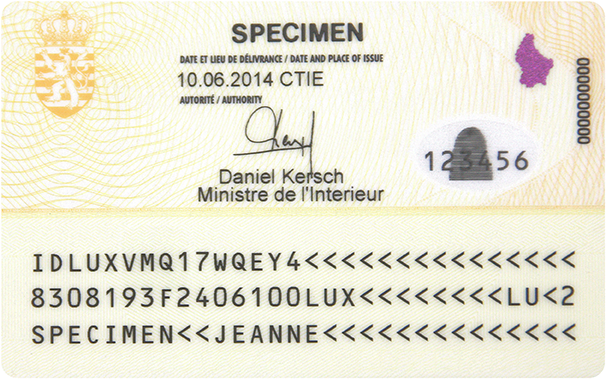 SPECIMEN
DATE ET LIEU DE DÉLIVRANCE / DATE AND PLACE OF ISSUE
10.06.2014 CTIE
AUTORITÉ / AUTHORITY
Daniel Kersch
Ministre de l'Interieur
123456
0000000000
IDLUXVMQ17WQEY4<<<<<<<<<<<<<<<
8308193F2406100LUX<<<<<<<<LU<2
SPECIMEN<<JEANNE<<<<<<<<<<<<<<